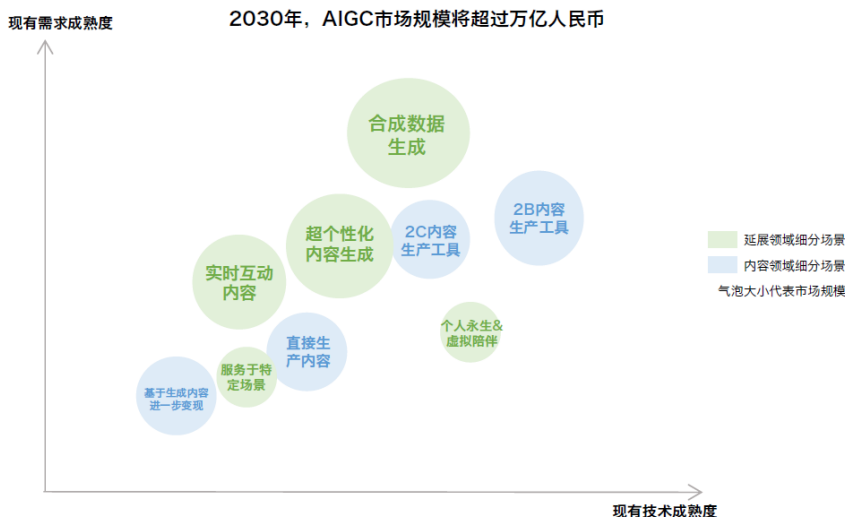 2030年，AIGC市场规模将超过万亿人民币
现有需求成熟度
合成数据
生成
2B内容
生产工具
超个性化
内容生成
2C内容
生产工具
延展领域细分场景
内容领域细分场景
气泡大小代表市场规模
实时互动
内容
个人永生&
虚拟陪伴
直接生
产内容
服务于特
定场景
基于生成内容
进一步变现
现有技术成熟度